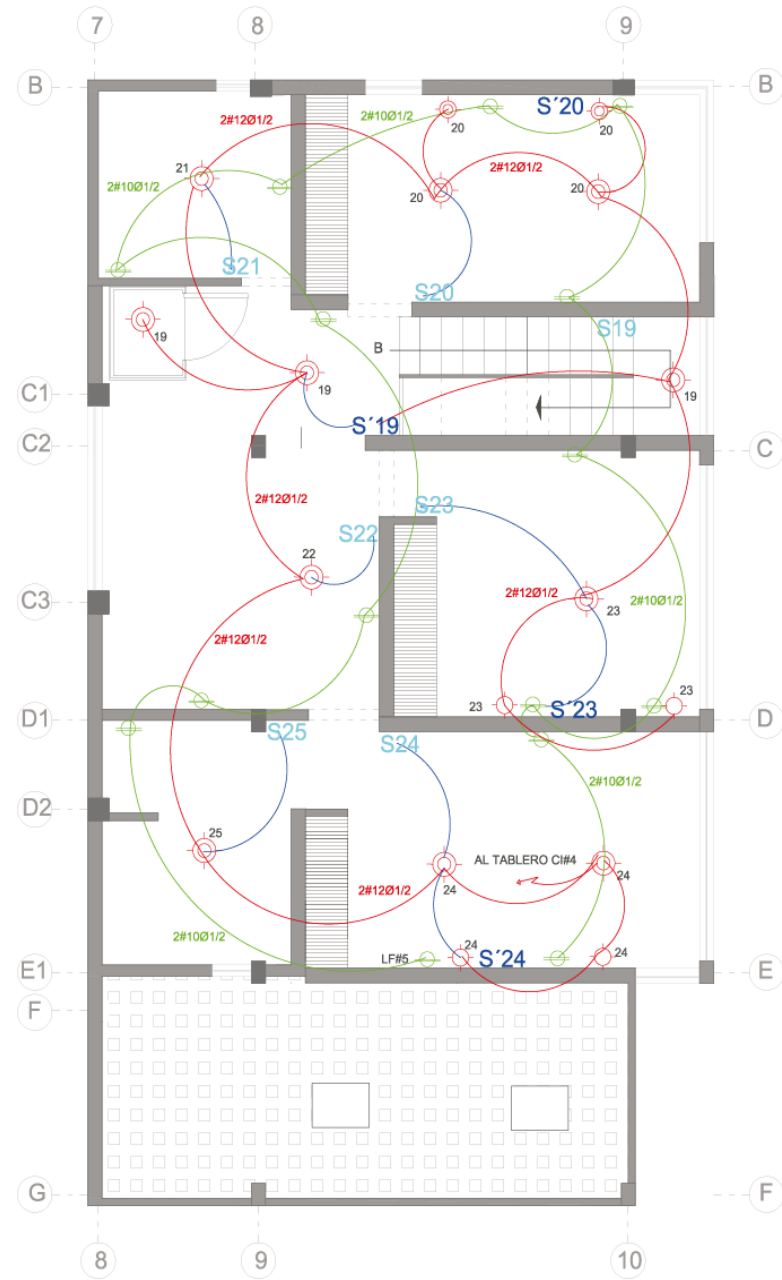 7
8
9
B
B
2#12Ø1/2
2#10Ø1/2
S´20
20
20
21
2#12Ø1/2
2#10Ø1/2
20
20
S21
S20
19
S19
B
19
19
C1
S´19
C2
C
2#12Ø1/2
S23
S22
22
C3
2#12Ø1/2
23
2#10Ø1/2
2#12Ø1/2
23
S´23
23
D1
D
S25
S24
2#10Ø1/2
D2
25
AL TABLERO CI#4
24
24
2#12Ø1/2
2#10Ø1/2
LF#5
24
S´24
24
E1
E
F
G
F
8
9
10